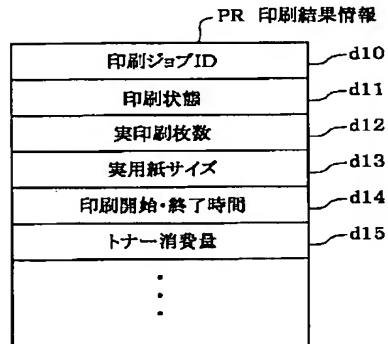 PR 印刷結果情報
印刷ジョブID d10
印刷状態 d11
実印刷枚数 d12
実用紙サイズ d13
印刷開始・終了時間 d14
トナー消費量 d15